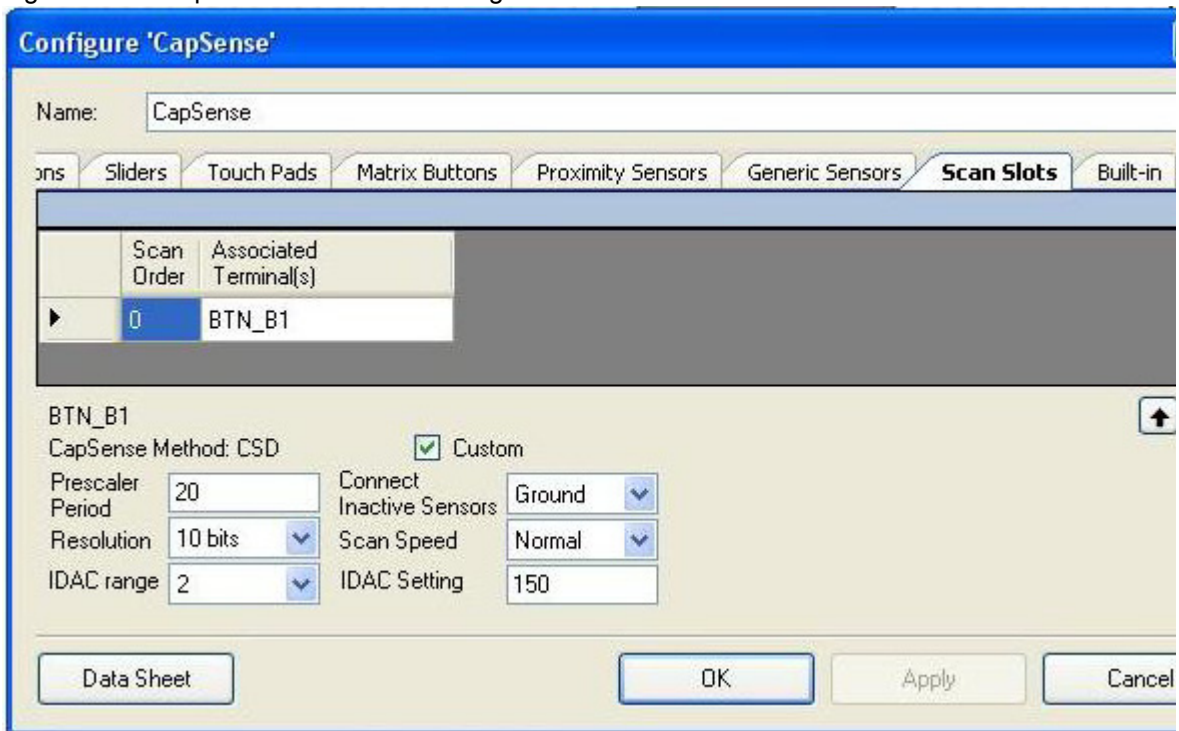 Configure 'CapSense'
Name: CapSense
ons Sliders Touch Pads Matrix Buttons Proximity Sensors Generic Sensors Scan Slots Built-in
Scan Order Associated Terminal(s)
0 BTN_B1
BTN_B1
CapSense Method: CSD Custom
Prescaler Period 20 Connect Inactive Sensors Ground
Resolution 10 bits Scan Speed Normal
IDAC range 2 IDAC Setting 150
Data Sheet OK Apply Cancel